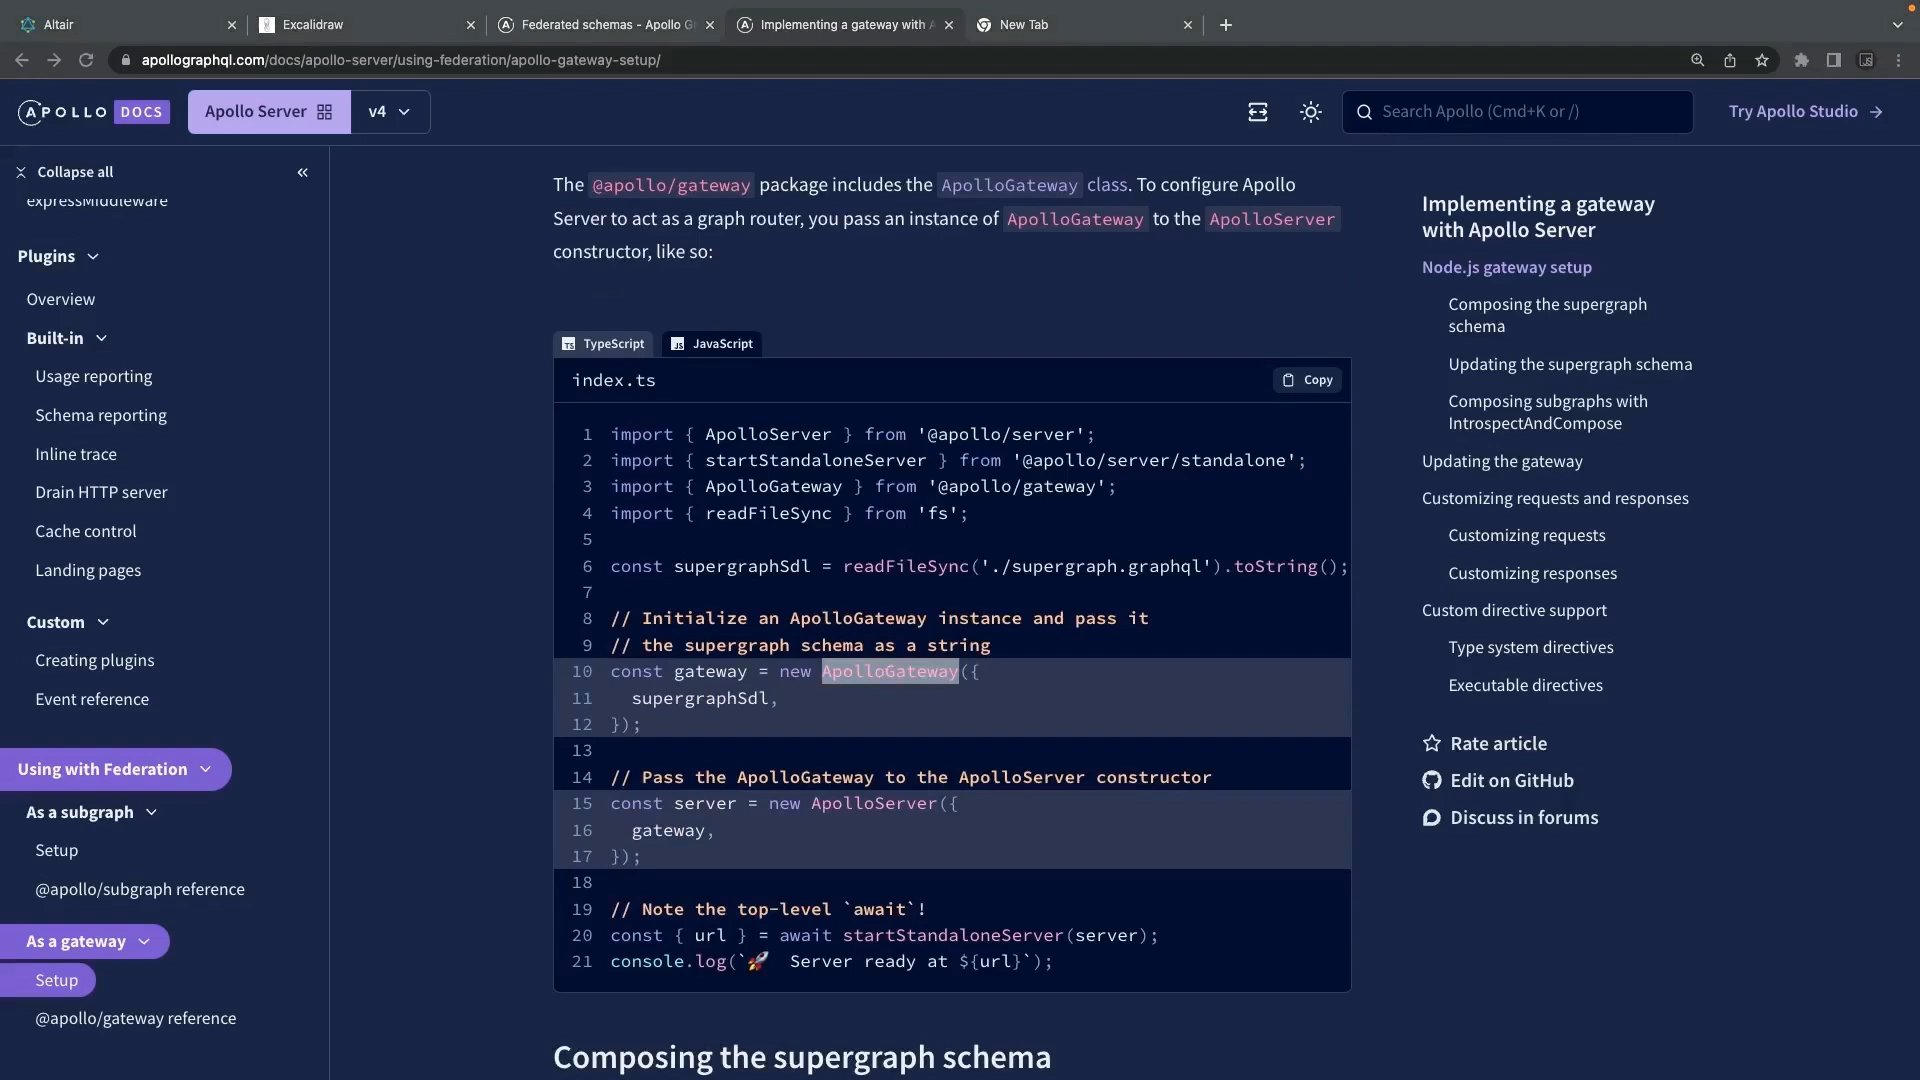 Altair
Excalidraw
Federated schemas - Apollo G
Implementing a gateway with A
New Tab
apollographql.com/docs/apollo-server/using-federation/apollo-gateway-setup/
APOLLO DOCS
Apollo Server
v4
Search Apollo (Cmd+K or /)
Try Apollo Studio
Collapse all
expressMiddleware
Plugins
Overview
Built-in
Usage reporting
Schema reporting
Inline trace
Drain HTTP server
Cache control
Landing pages
Custom
Creating plugins
Event reference
Using with Federation
As a subgraph
Setup
@apollo/subgraph reference
As a gateway
Setup
@apollo/gateway reference
The @apollo/gateway package includes the ApolloGateway class. To configure Apollo
Server to act as a graph router, you pass an instance of ApolloGateway to the ApolloServer
constructor, like so:
TS TypeScript
JS JavaScript
index.ts
Copy
1 import { ApolloServer } from '@apollo/server';
2 import { startStandaloneServer } from '@apollo/server/standalone';
3 import { ApolloGateway } from '@apollo/gateway';
4 import { readFileSync } from 'fs';
5
6 const supergraphSdl = readFileSync('./supergraph.graphql').toString();
7
8 // Initialize an ApolloGateway instance and pass it
9 // the supergraph schema as a string
10 const gateway = new ApolloGateway({
11 supergraphSdl,
12 });
13
14 // Pass the ApolloGateway to the ApolloServer constructor
15 const server = new ApolloServer({
16 gateway,
17 });
18
19 // Note the top-level `await`!
20 const { url } = await startStandaloneServer(server);
21 console.log(`🚀 Server ready at ${url}`);
Composing the supergraph schema
Implementing a gateway
with Apollo Server
Node.js gateway setup
Composing the supergraph
schema
Updating the supergraph schema
Composing subgraphs with
IntrospectAndCompose
Updating the gateway
Customizing requests and responses
Customizing requests
Customizing responses
Custom directive support
Type system directives
Executable directives
Rate article
Edit on GitHub
Discuss in forums